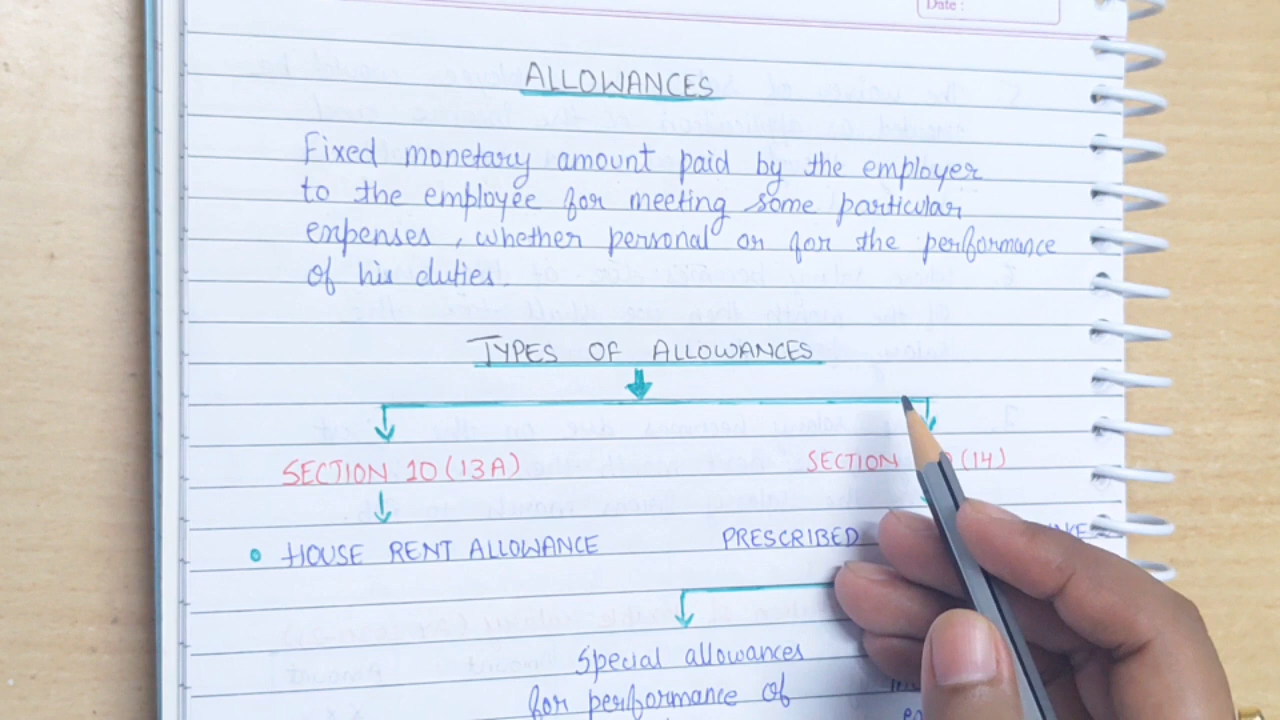 Date :
ALLOWANCES
Fixed monetary amount paid by the employer
to the employee for meeting some particular
expenses, whether personal or for the performance
of his duties.
TYPES OF ALLOWANCES
SECTION 10 (13A) SECTION (14)
• HOUSE RENT ALLOWANCE PRESCRIBED
Special allowances
for performance of